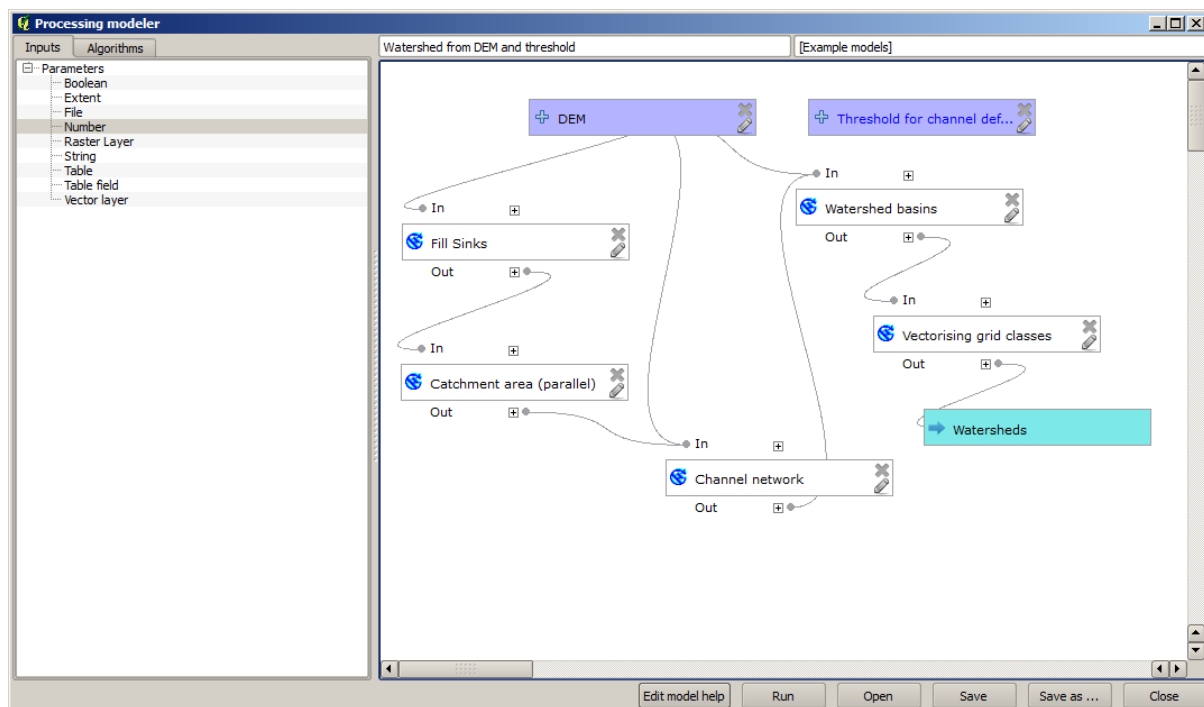 Processing modeler
Inputs
Algorithms
Watershed from DEM and threshold
[Example models]
Parameters
Boolean
Extent
File
Number
Raster Layer
String
Table
Table field
Vector layer
DEM
Threshold for channel def...
In
Watershed basins
Out
In
Fill Sinks
Out
In
Vectorising grid classes
Out
In
Catchment area (parallel)
Out
Watersheds
In
Channel network
Out
Edit model help
Run
Open
Save
Save as ...
Close